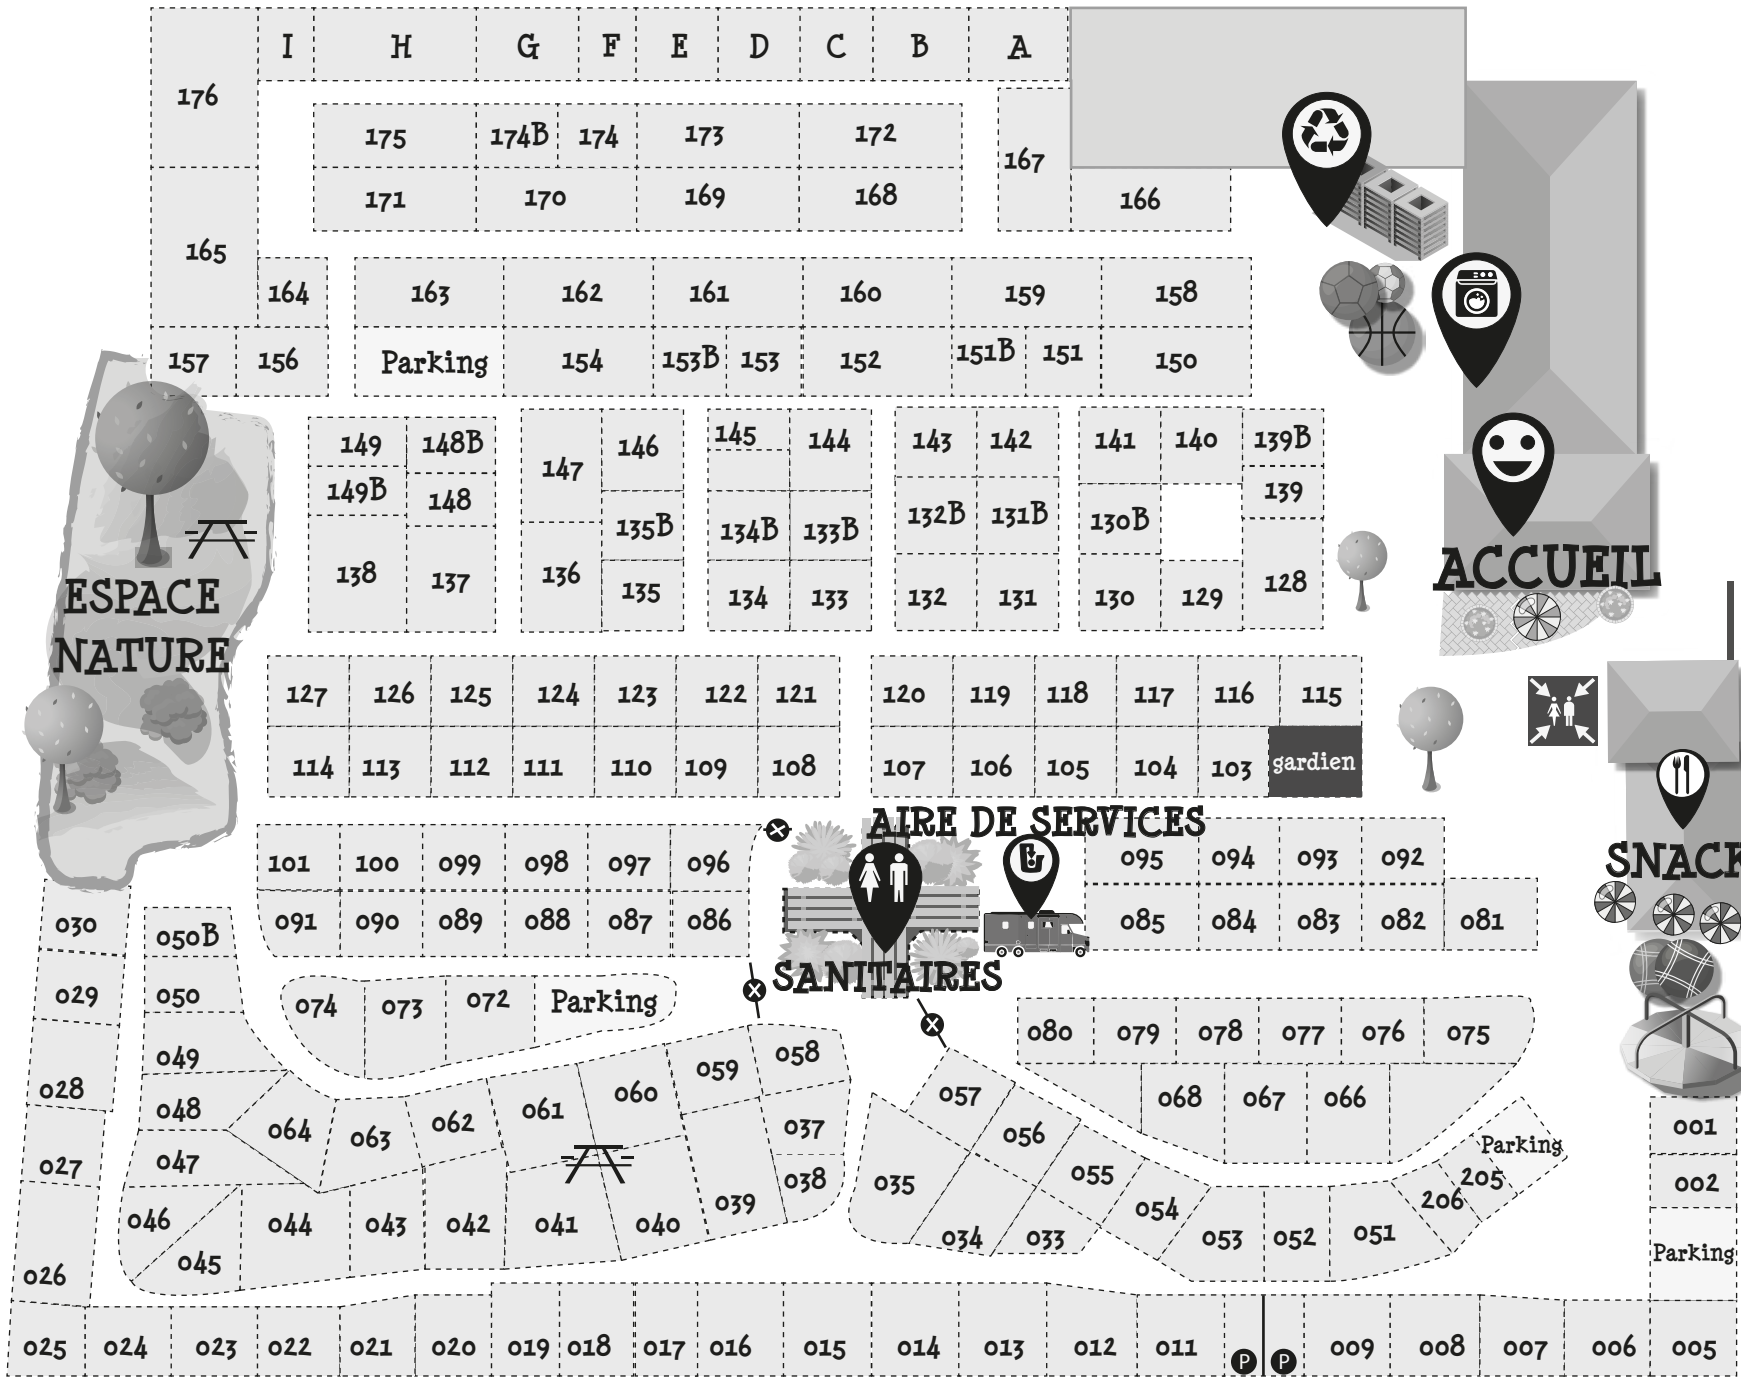 I H G F E D C B A
176
175 174B 174 173 172
167
171 170 169 168 166
165
164 163 162 161 160 159 158
157 156 Parking 154 153B 153 152 151B 151 150
149 148B 147 146 145 144 143 142 141 140 139B
149B 148 139
135B 134B 133B 132B 131B 130B
138 137 136 135 134 133 132 131 130 129 128
ACCUEIL
ESPACE
NATURE
127 126 125 124 123 122 121 120 119 118 117 116 115
114 113 112 111 110 109 108 107 106 105 104 103 gardien
AIRE DE SERVICES
101 100 099 098 097 096 095 094 093 092
SNACK
091 090 089 088 087 086 085 084 083 082 081
SANITAIRES
030 050B
029 050 074 073 072 Parking
080 079 078 077 076 075
049 059 058
028 048 064 063 062 061 060 057 068 067 066
037 056 001
027 047 038 039 035 055 Parking
205 002
046 045 044 043 042 041 040 034 033 054 053 052 051 206
026 Parking
025 024 023 022 021 020 019 018 017 016 015 014 013 012 011 P P 009 008 007 006 005